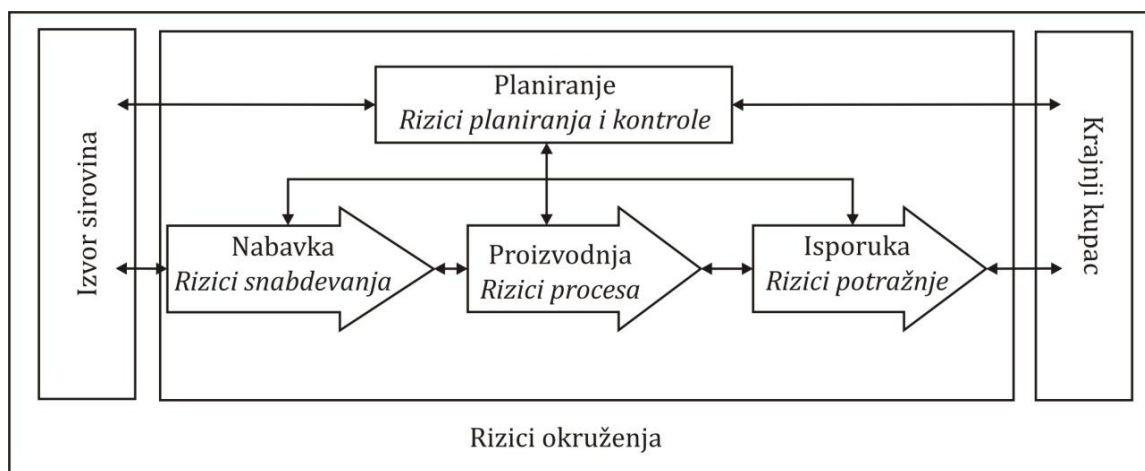 Izvor sirovina
Planiranje
Rizici planiranja i kontrole
Nabavka
Rizici snabdevanja
Proizvodnja
Rizici procesa
Isporuka
Rizici potražnje
Krajnji kupac
Rizici okruženja